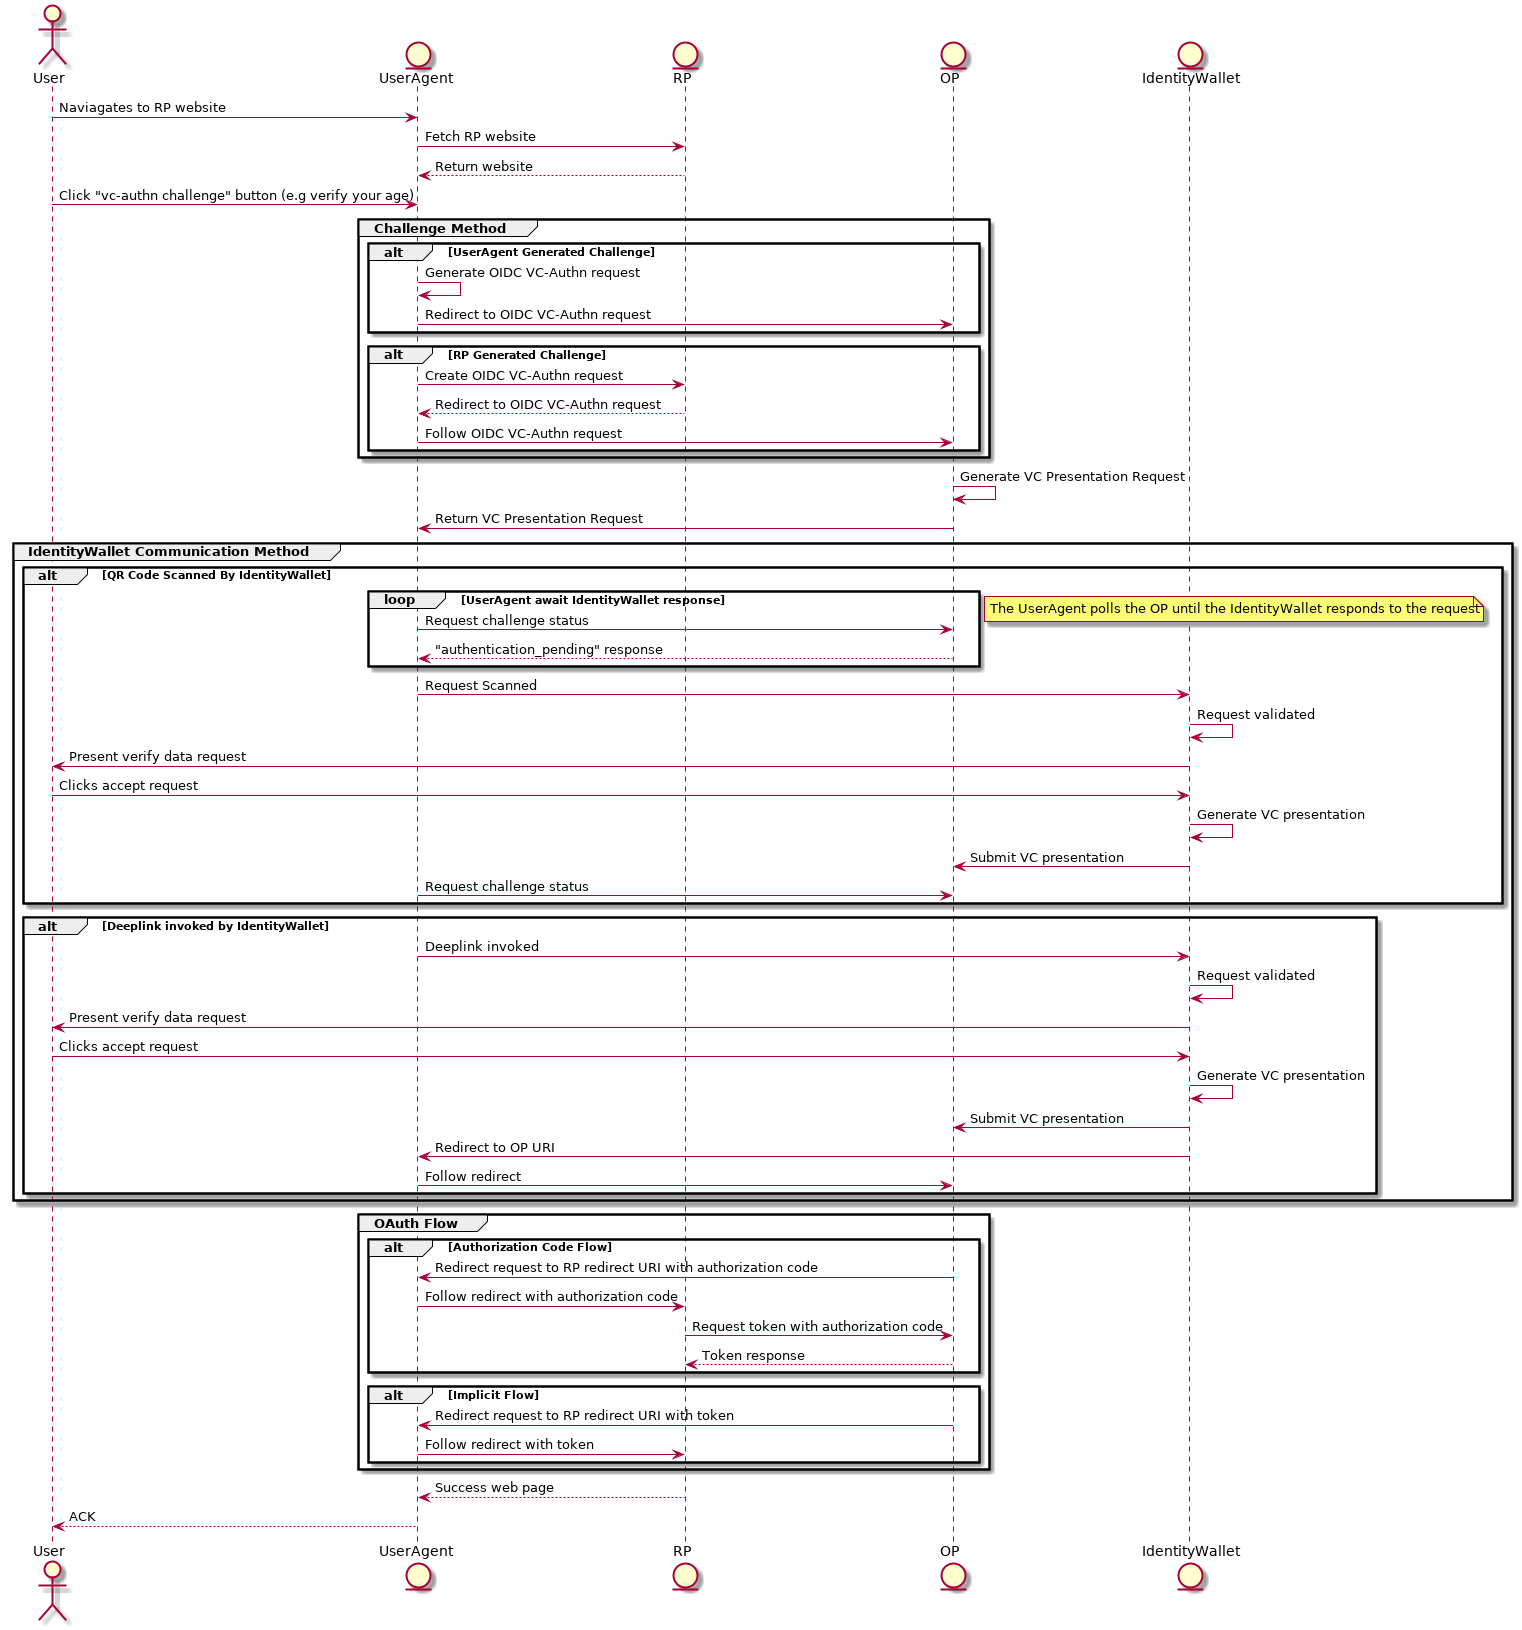 User
UserAgent
RP
OP
IdentityWallet
Naviagates to RP website
Fetch RP website
Return website
Click "vc-authn challenge" button (e.g verify your age)
Challenge Method
alt [UserAgent Generated Challenge]
Generate OIDC VC-Authn request
Redirect to OIDC VC-Authn request
alt [RP Generated Challenge]
Create OIDC VC-Authn request
Redirect to OIDC VC-Authn request
Follow OIDC VC-Authn request
Generate VC Presentation Request
Return VC Presentation Request
IdentityWallet Communication Method
alt [QR Code Scanned By IdentityWallet]
loop [UserAgent await IdentityWallet response]
The UserAgent polls the OP until the IdentityWallet responds to the request
Request challenge status
"authentication_pending" response
Request Scanned
Request validated
Present verify data request
Clicks accept request
Generate VC presentation
Submit VC presentation
Request challenge status
alt [Deeplink invoked by IdentityWallet]
Deeplink invoked
Request validated
Present verify data request
Clicks accept request
Generate VC presentation
Submit VC presentation
Redirect to OP URI
Follow redirect
OAuth Flow
alt [Authorization Code Flow]
Redirect request to RP redirect URI with authorization code
Follow redirect with authorization code
Request token with authorization code
Token response
alt [Implicit Flow]
Redirect request to RP redirect URI with token
Follow redirect with token
Success web page
ACK
User
UserAgent
RP
OP
IdentityWallet